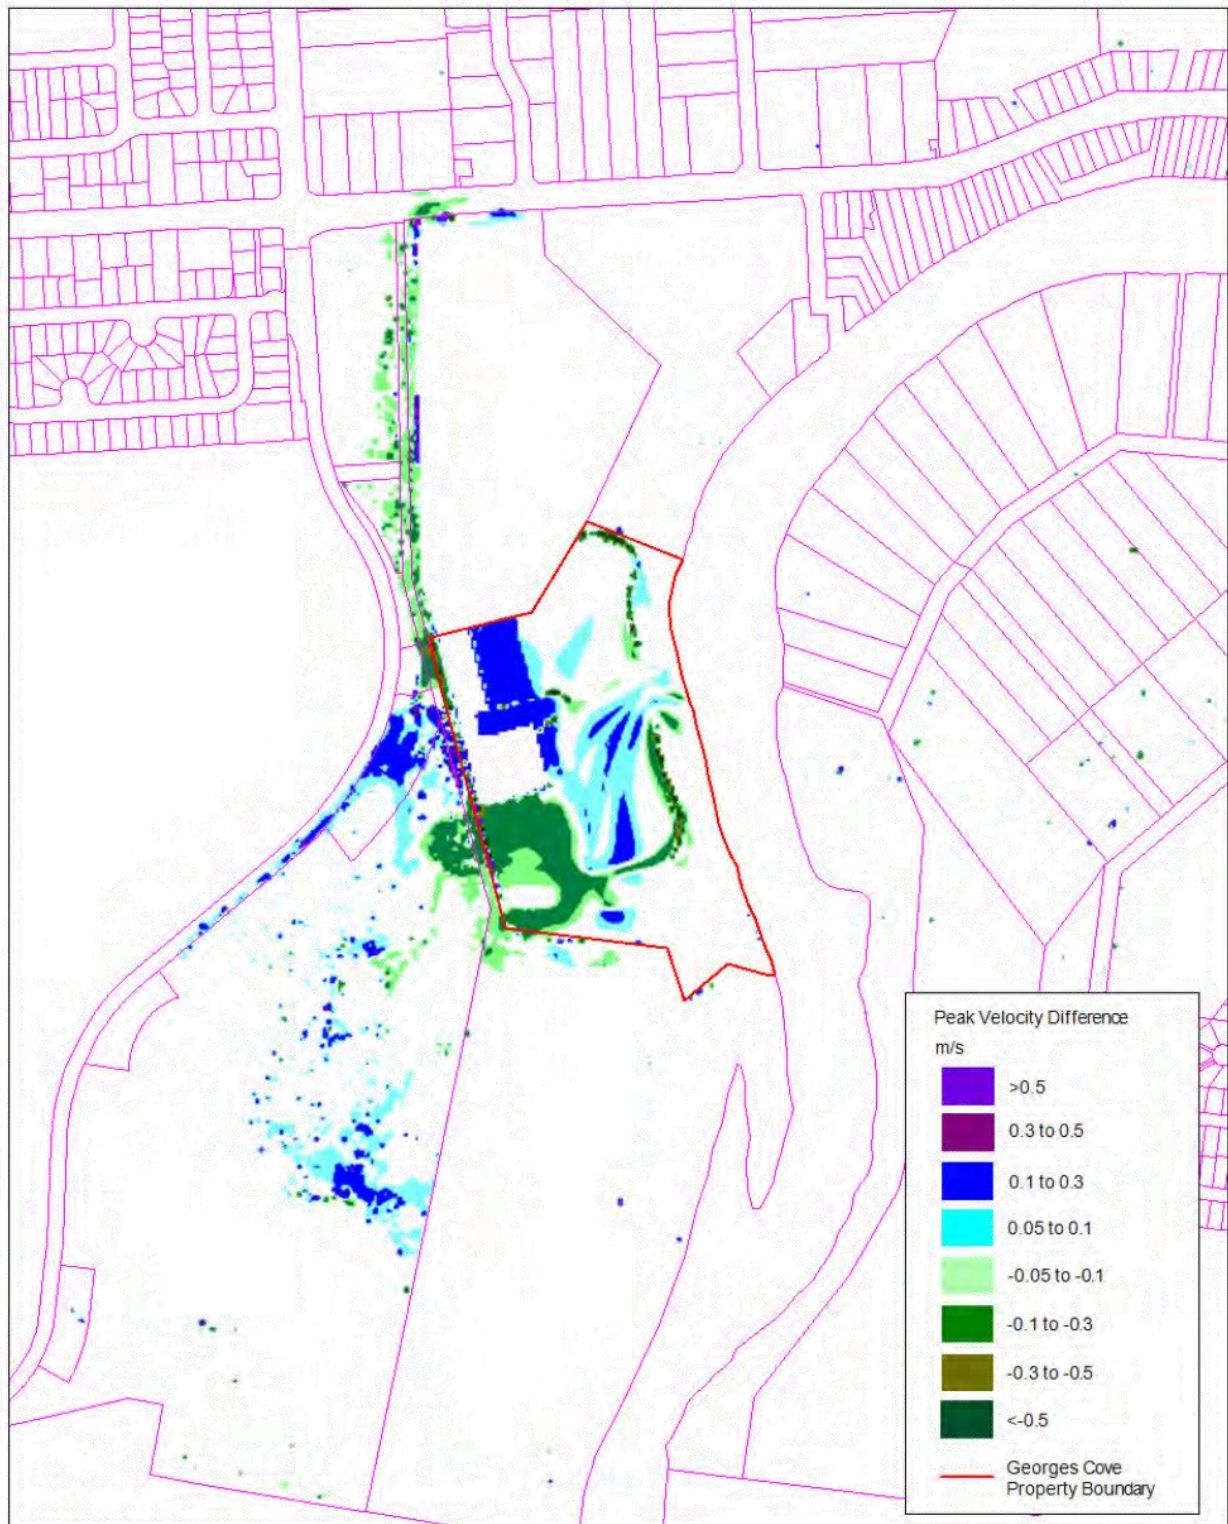 Peak Velocity Difference
m/s
>0.5
0.3 to 0.5
0.1 to 0.3
0.05 to 0.1
-0.05 to -0.1
-0.1 to -0.3
-0.3 to -0.5
<-0.5
Georges Cove
Property Boundary